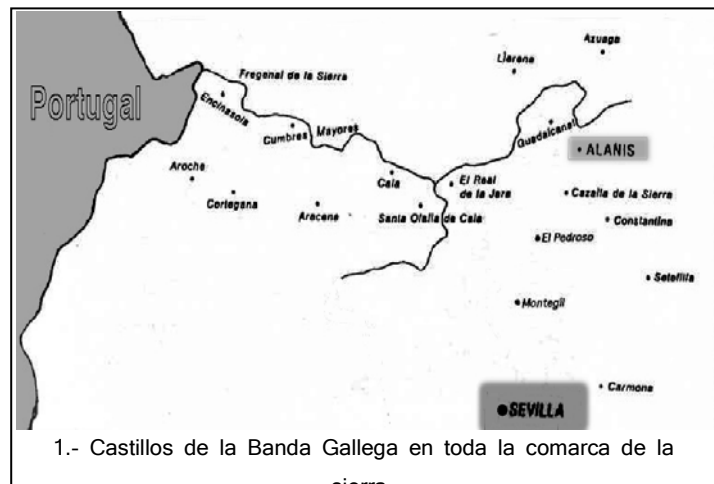 Azuaga
Llerena
Fregenal de la Sierra
Portugal
Encinasola
Cumbres Mayores
Guadalcanal
ALANIS
Aroche
Cala
El Real
de la Jara
Cazalla de la Sierra
Cortegana
Aracena
Santa Olalla de Cala
Constantina
El Pedroso
Setefilla
Montegil
Carmona
SEVILLA
1.- Castillos de la Banda Gallega en toda la comarca de la
sierra